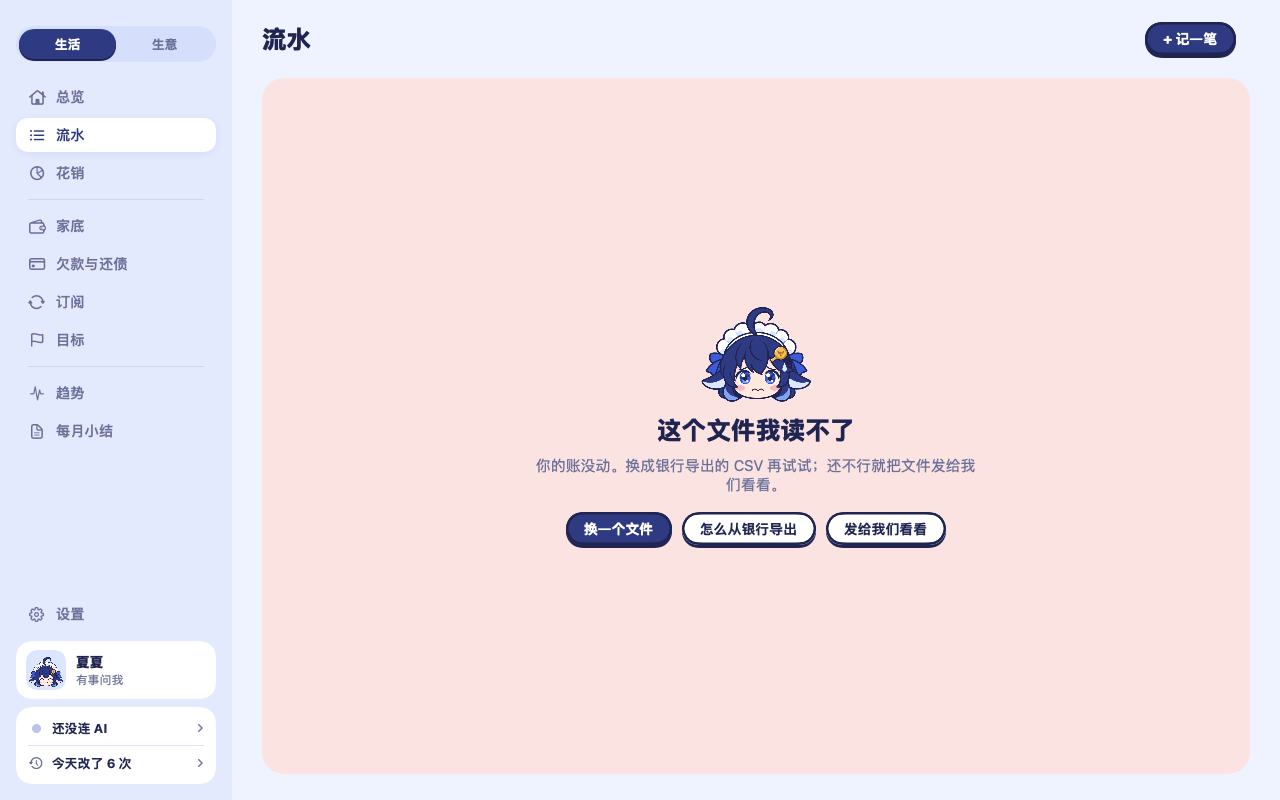 生活
生意
总览
流水
花销
家底
欠款与还债
订阅
目标
趋势
每月小结
设置
夏夏
有事问我
还没连 AI
今天改了 6 次
流水
+ 记一笔
这个文件我读不了
你的账没动。换成银行导出的 CSV 再试试；还不行就把文件发给我
们看看。
换一个文件
怎么从银行导出
发给我们看看